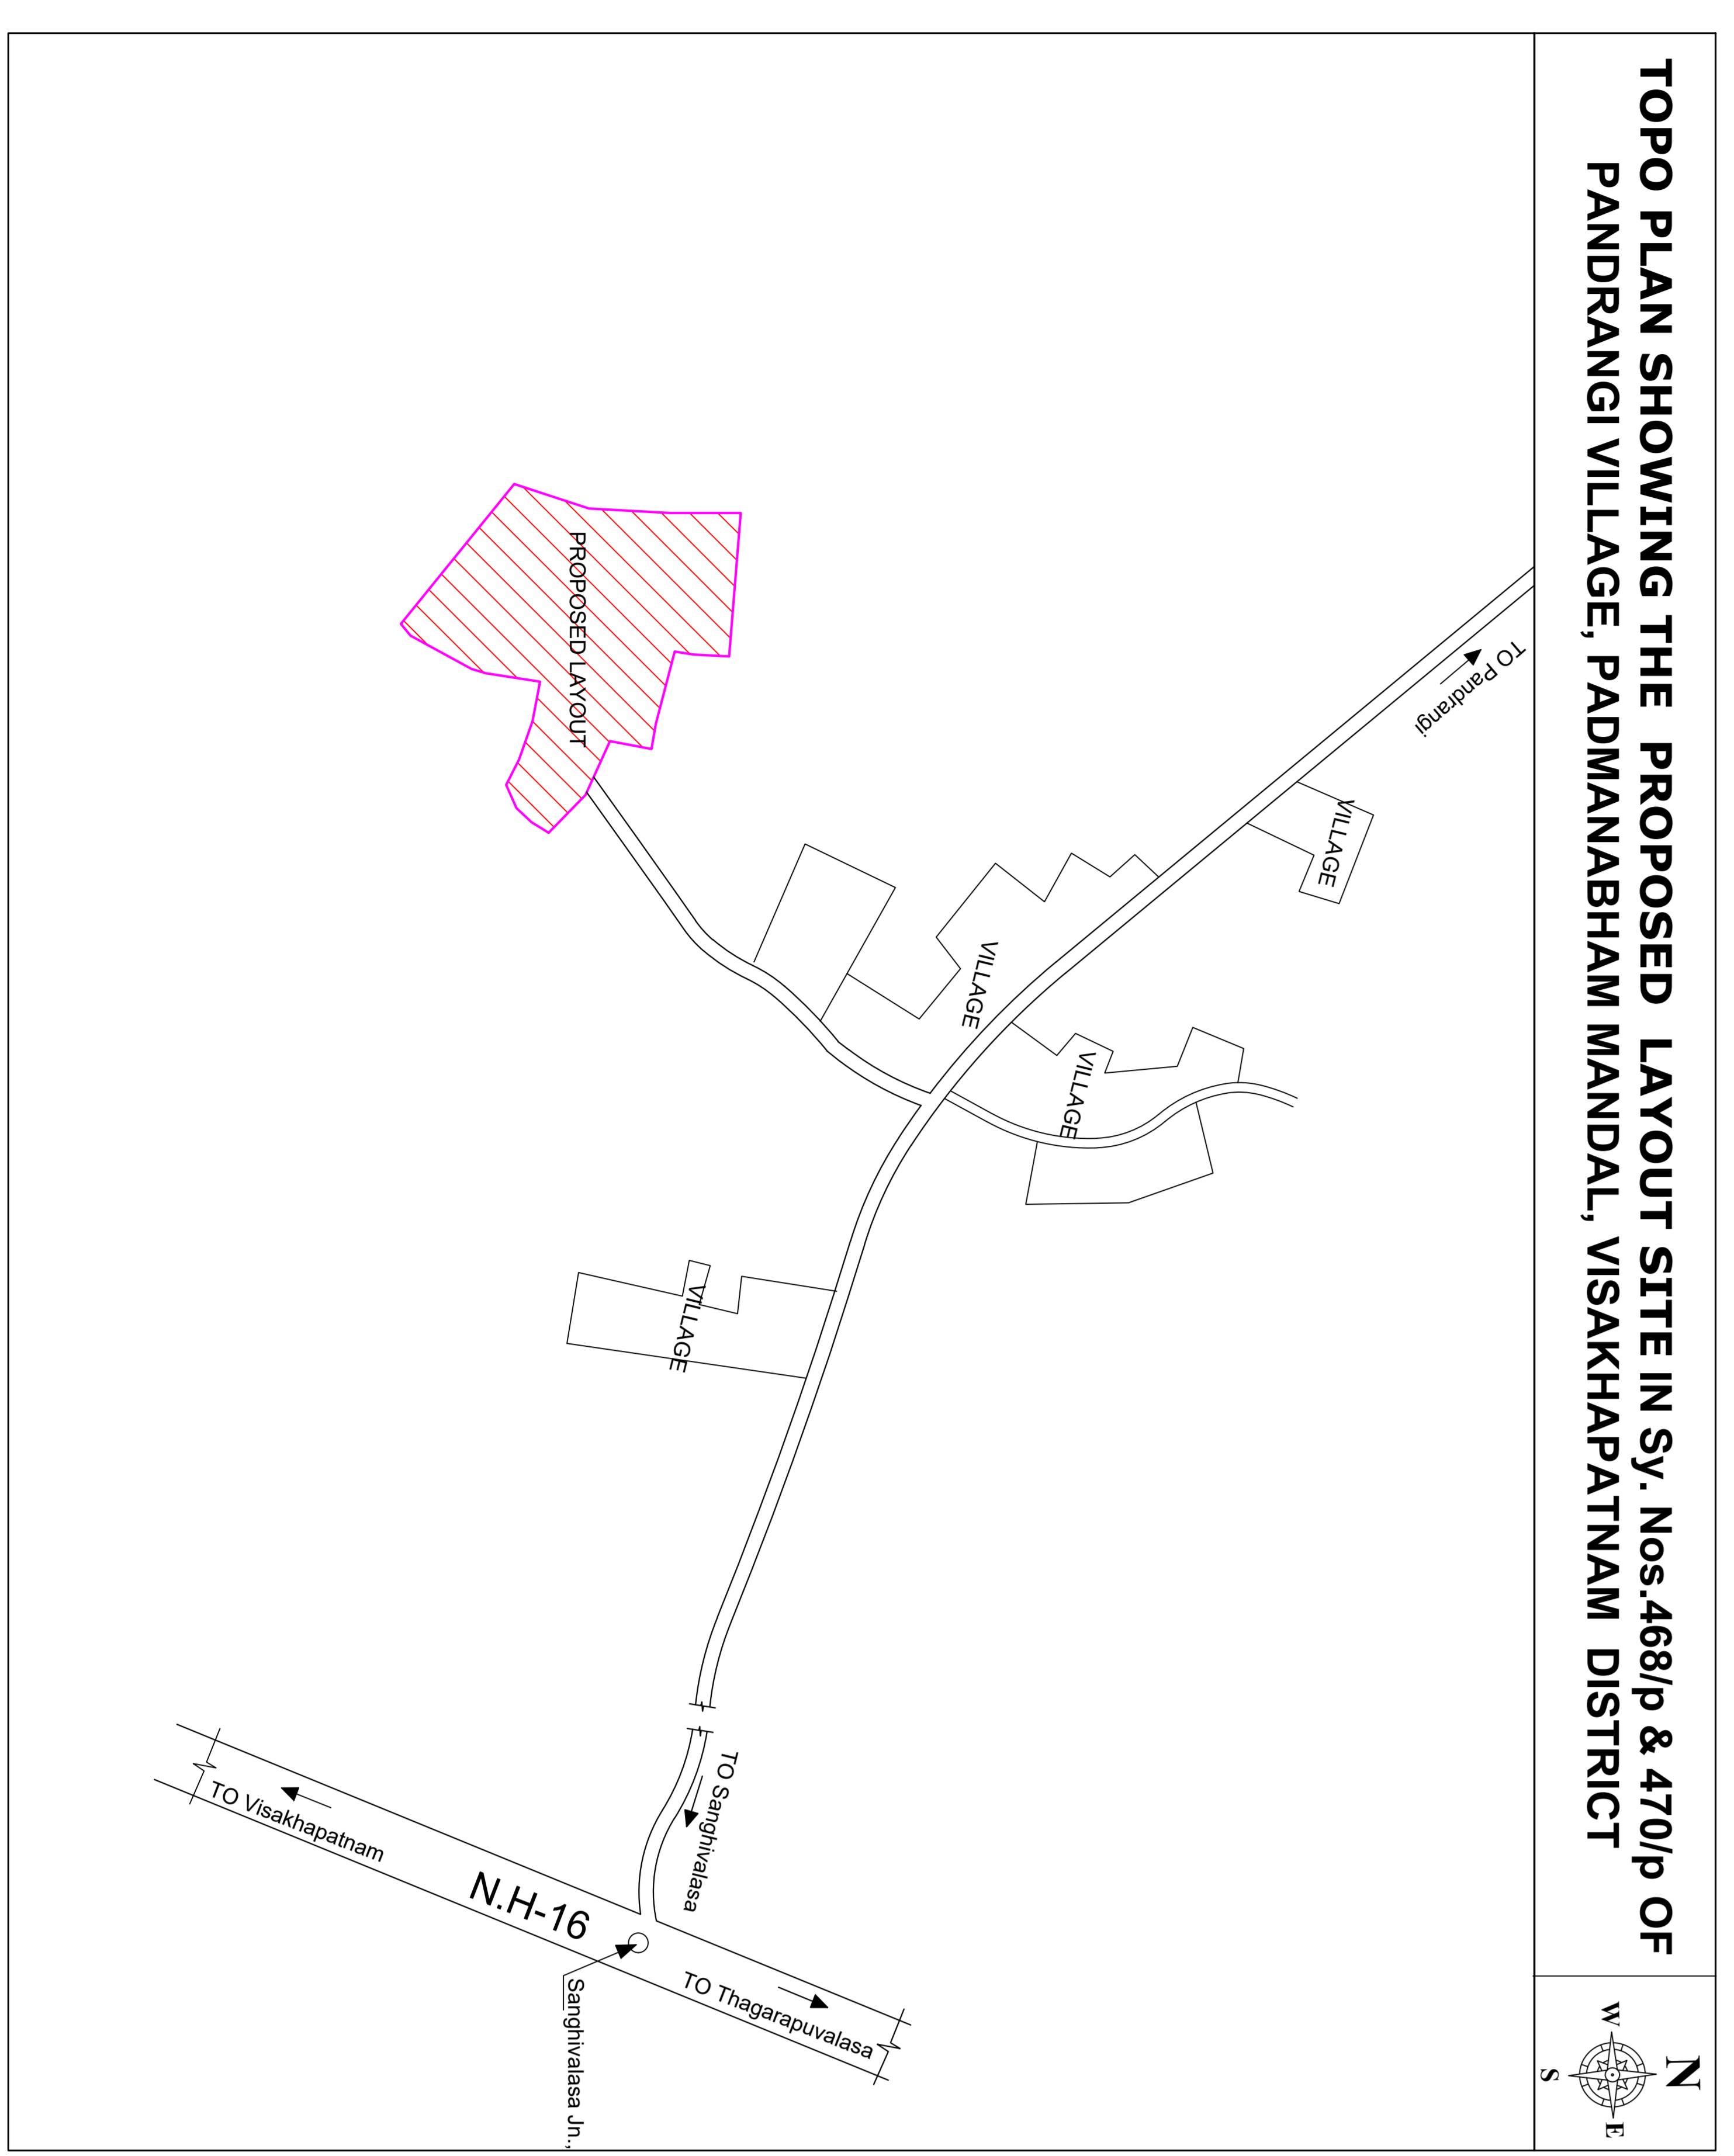 TOPO PLAN SHOWING THE PROPOSED LAYOUT SITE IN Sy. Nos.468/p & 470/p OF
PANDRANGI VILLAGE, PADMANABHAM MANDAL, VISAKHAPATNAM DISTRICT
N
W
E
S
TO Pandrangi
VILLAGE
VILLAGE
VILLAGE
PROPOSED LAYOUT
VILLAGE
TO Sanghivalasa
TO Visakhapatnam
N.H-16
TO Thagarapuvalasa
Sanghivalasa Jn.,